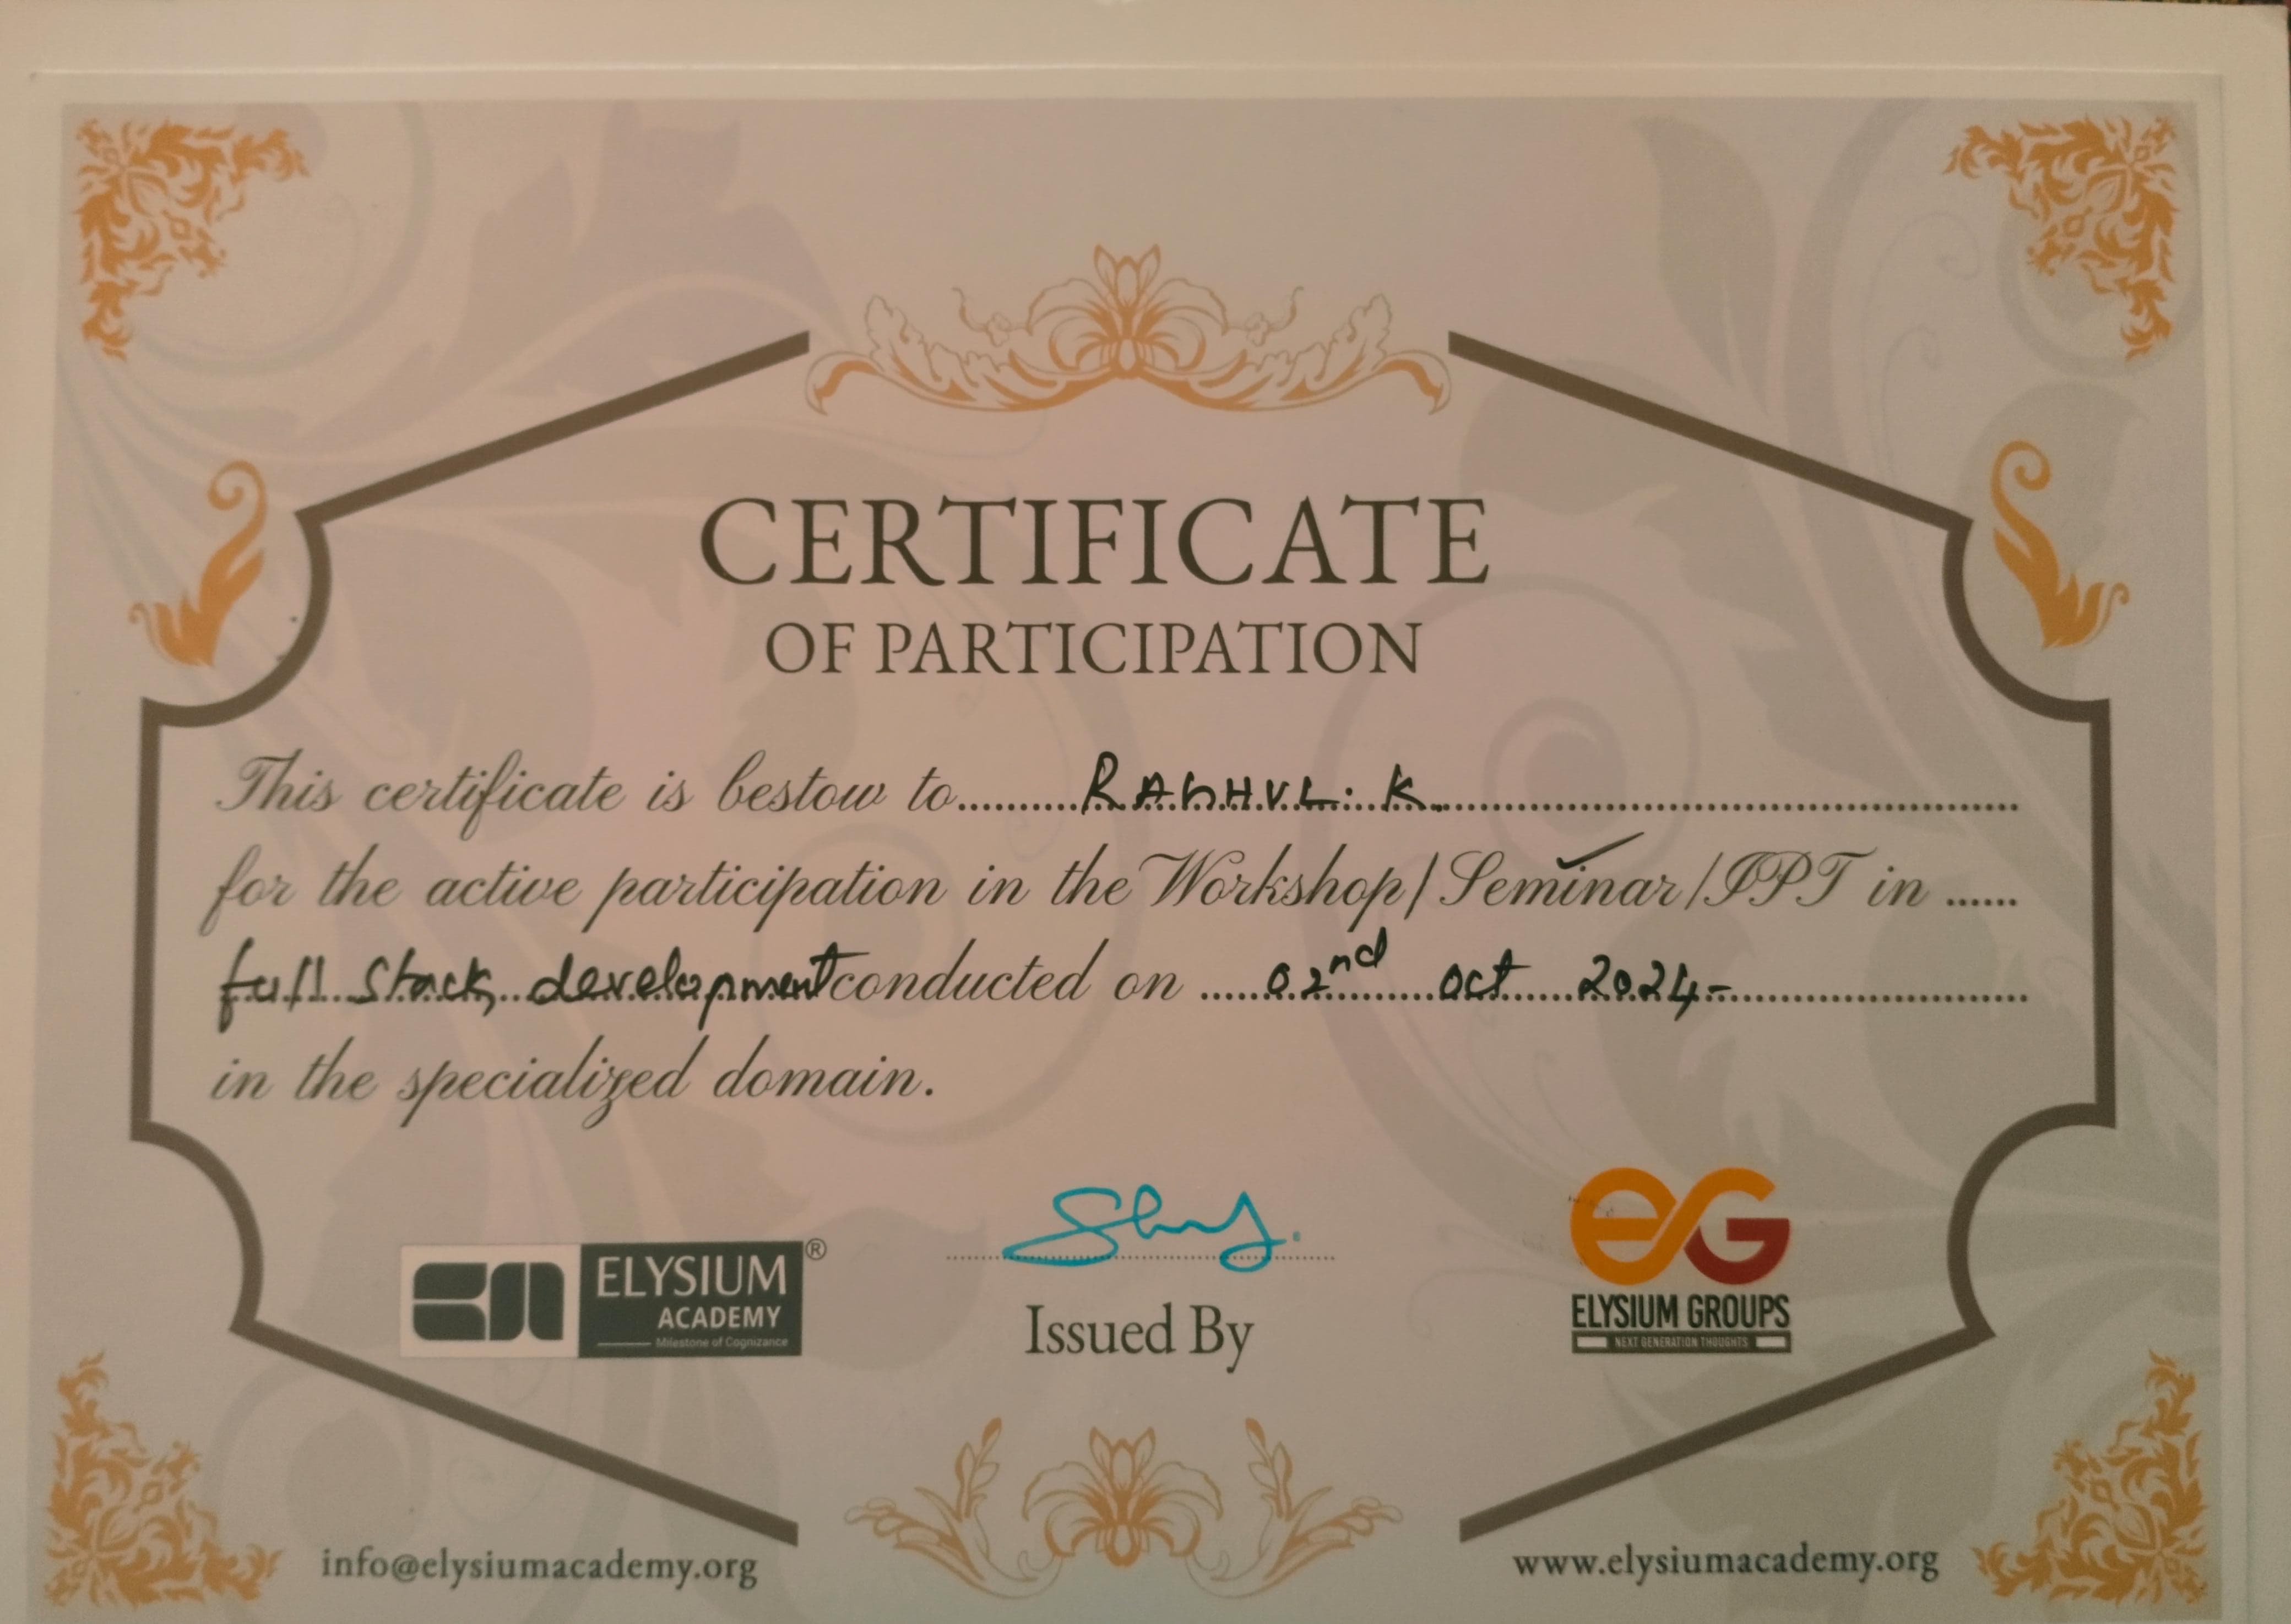 CERTIFICATE
OF PARTICIPATION
This certificate is bestow to..........RAGHUL. K..........
for the active participation in the Workshop/Seminar/IPT in ......
full stack development conducted on ......02nd Oct 2024-..........
in the specialized domain.
ELYSIUM ®
ACADEMY
Milestone of Cognizance
Issued By
eG
ELYSIUM GROUPS
NEXT GENERATION THOUGHTS
info@elysiumacademy.org
www.elysiumacademy.org